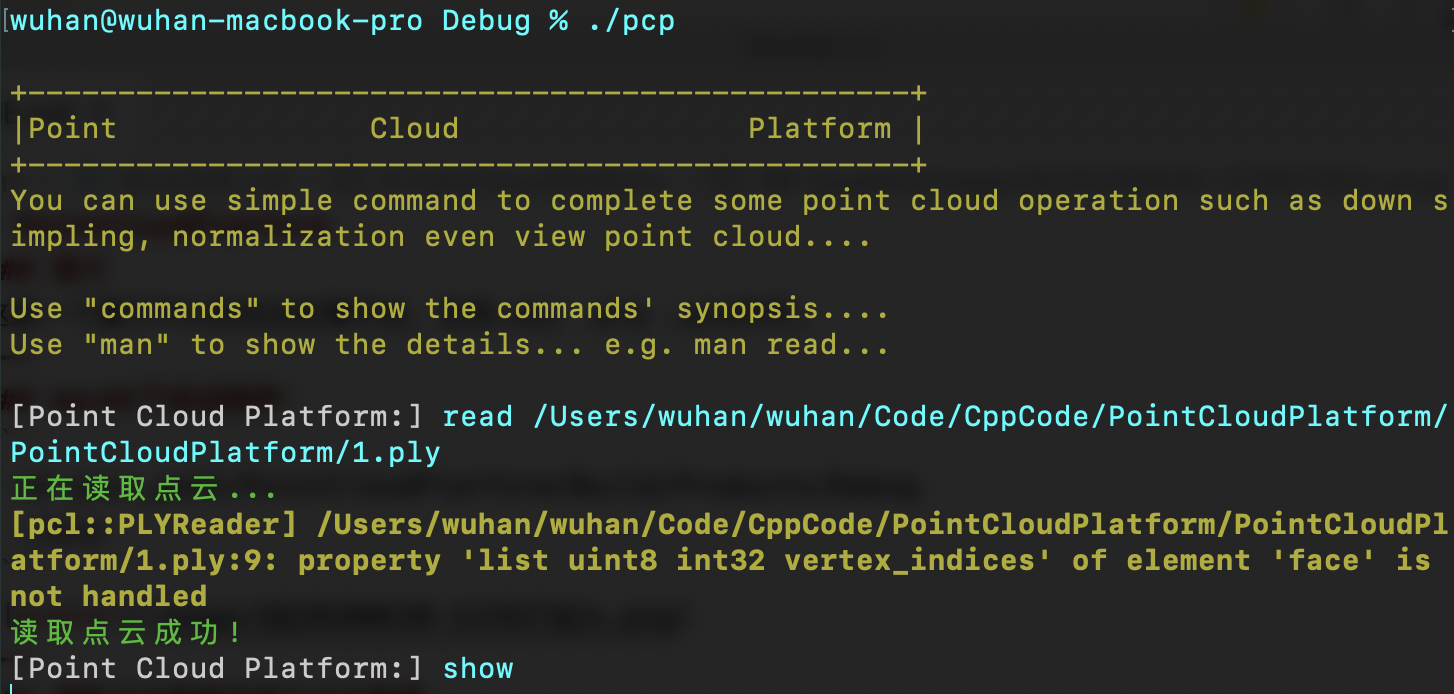 [wuhan@wuhan-macbook-pro Debug % ./pcp
+-------------------------------------------------+
|Point              Cloud                Platform |
+-------------------------------------------------+
You can use simple command to complete some point cloud operation such as down s
impling, normalization even view point cloud....
Use "commands" to show the commands' synopsis....
Use "man" to show the details... e.g. man read...
[Point Cloud Platform:] read /Users/wuhan/wuhan/Code/CppCode/PointCloudPlatform/
PointCloudPlatform/1.ply
正在读取点云...
[pcl::PLYReader] /Users/wuhan/wuhan/Code/CppCode/PointCloudPlatform/PointCloudPl
atform/1.ply:9: property 'list uint8 int32 vertex_indices' of element 'face' is
not handled
读取点云成功!
[Point Cloud Platform:] show